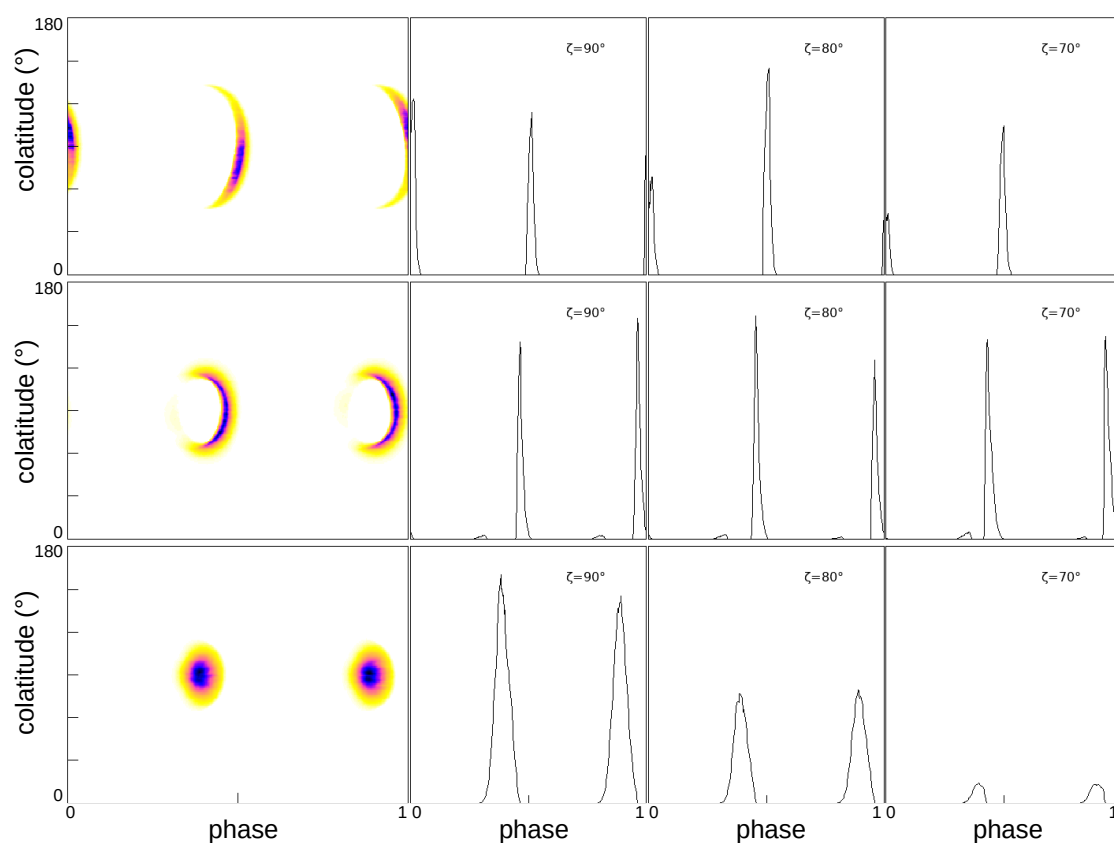 180
colatitude (°)
0
ζ=90°
ζ=80°
ζ=70°
180
colatitude (°)
0
ζ=90°
ζ=80°
ζ=70°
180
colatitude (°)
0
ζ=90°
ζ=80°
ζ=70°
0 1 0 1 0 1 0 1
phase phase phase phase